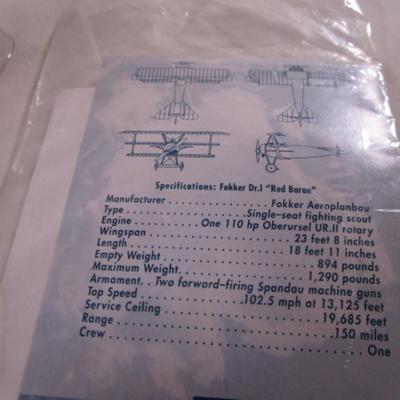 Specifications: Fokker Dr.I "Red Baron"
Manufacturer . . . . . . . . . . . . Fokker Aeroplanbau
Type . . . . . . . . . . . . . . . . . Single-seat fighting scout
Engine . . . . . . . . . One 110 hp Oberursel UR.II rotary
Wingspan . . . . . . . . . . . . . . . . . . . . 23 feet 8 inches
Length . . . . . . . . . . . . . . . . . . . . . . 18 feet 11 inches
Empty Weight . . . . . . . . . . . . . . . . . . . . 894 pounds
Maximum Weight. . . . . . . . . . . . . . . . 1,290 pounds
Armament. . . Two forward-firing Spandau machine guns
Top Speed . . . . . . . . . . . . . 102.5 mph at 13,125 feet
Service Ceiling . . . . . . . . . . . . . . . . . . . . 19,685 feet
Range . . . . . . . . . . . . . . . . . . . . . . . . . . 150 miles
Crew . . . . . . . . . . . . . . . . . . . . . . . . . . . . . . One